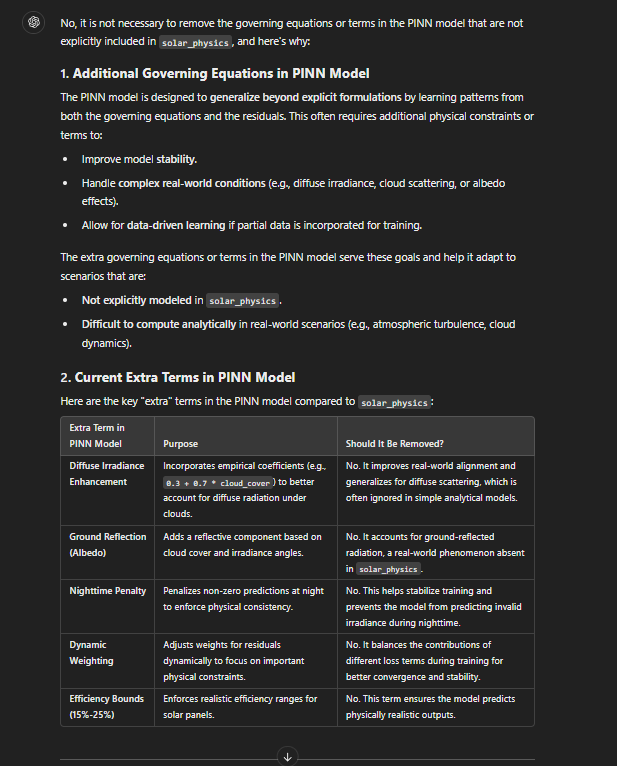 No, it is not necessary to remove the governing equations or terms in the PINN model that are not
explicitly included in solar_physics, and here's why:
1. Additional Governing Equations in PINN Model
The PINN model is designed to generalize beyond explicit formulations by learning patterns from
both the governing equations and the residuals. This often requires additional physical constraints or
terms to:
• Improve model stability.
• Handle complex real-world conditions (e.g., diffuse irradiance, cloud scattering, or albedo
effects).
• Allow for data-driven learning if partial data is incorporated for training.
The extra governing equations or terms in the PINN model serve these goals and help it adapt to
scenarios that are:
• Not explicitly modeled in solar_physics.
• Difficult to compute analytically in real-world scenarios (e.g., atmospheric turbulence, cloud
dynamics).
2. Current Extra Terms in PINN Model
Here are the key "extra" terms in the PINN model compared to solar_physics:
Extra Term in
PINN Model
Purpose
Should It Be Removed?
Diffuse Irradiance
Enhancement
Incorporates empirical coefficients (e.g.,
0.3 + 0.7 * cloud_cover) to better
account for diffuse radiation under
clouds.
No. It improves real-world alignment and
generalizes for diffuse scattering, which is
often ignored in simple analytical models.
Ground Reflection
(Albedo)
Adds a reflective component based on
cloud cover and irradiance angles.
No. It accounts for ground-reflected
radiation, a real-world phenomenon absent
in solar_physics.
Nighttime Penalty
Penalizes non-zero predictions at night
to enforce physical consistency.
No. This helps stabilize training and
prevents the model from predicting invalid
irradiance during nighttime.
Dynamic
Weighting
Adjusts weights for residuals
dynamically to focus on important
physical constraints.
No. It balances the contributions of
different loss terms during training for
better convergence and stability.
Efficiency Bounds
(15%-25%)
Enforces realistic efficiency ranges for
solar panels.
No. This term ensures the model predicts
physically realistic outputs.